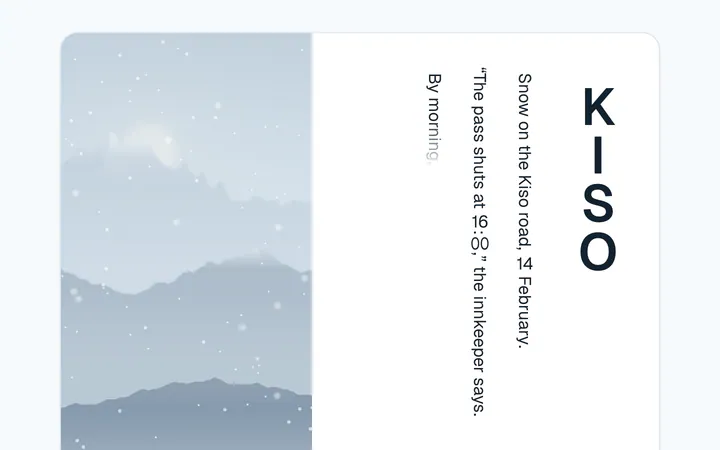 KISO
Snow on the Kiso road, 14 February.
“The pass shuts at 16:00,” the innkeeper says.
By morning,